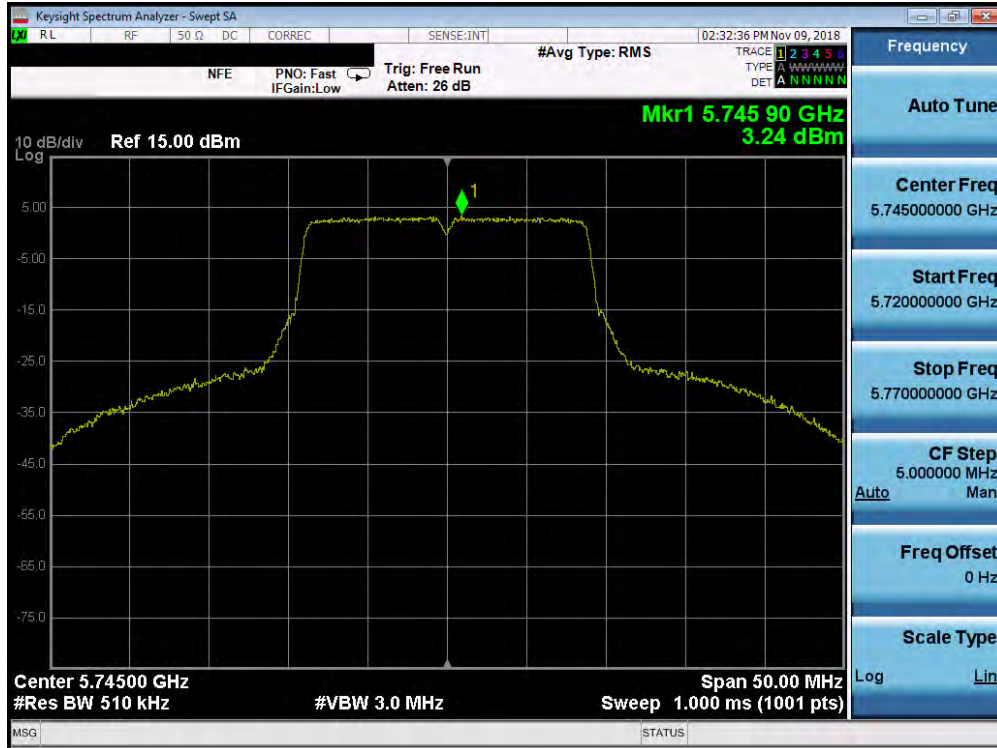 Keysight Spectrum Analyzer - Swept SA
LXI RL RF 50 Ω DC CORREC SENSE:INT 02:32:36 PM Nov 09, 2018
#Avg Type: RMS TRACE 1 2 3 4 5 6
NFE PNO: Fast Trig: Free Run TYPE A WWWWW
IFGain:Low Atten: 26 dB DET A N N N N N
Mkr1 5.745 90 GHz
10 dB/div Ref 15.00 dBm 3.24 dBm
Log
1
5.00
-5.00
-15.0
-25.0
-35.0
-45.0
-55.0
-65.0
-75.0
Center 5.74500 GHz Span 50.00 MHz
#Res BW 510 kHz #VBW 3.0 MHz Sweep 1.000 ms (1001 pts)
MSG STATUS
Frequency
Auto Tune
Center Freq
5.745000000 GHz
Start Freq
5.720000000 GHz
Stop Freq
5.770000000 GHz
CF Step
5.000000 MHz
Auto Man
Freq Offset
0 Hz
Scale Type
Log Lin